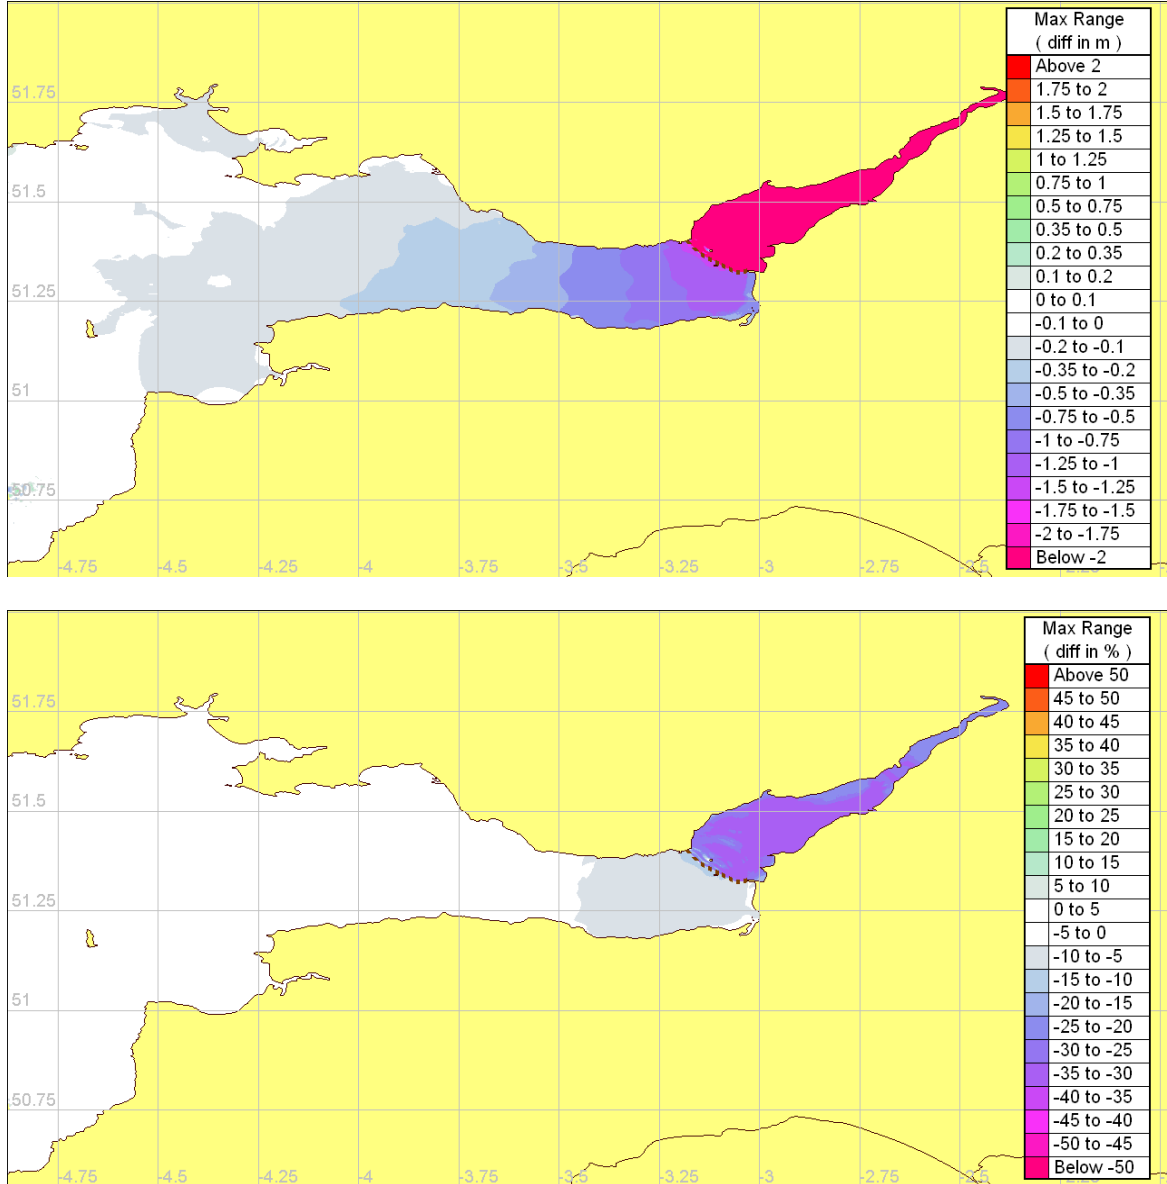 Max Range
( diff in m )
Above 2
1.75 to 2
1.5 to 1.75
1.25 to 1.5
1 to 1.25
0.75 to 1
0.5 to 0.75
0.35 to 0.5
0.2 to 0.35
0.1 to 0.2
0 to 0.1
-0.1 to 0
-0.2 to -0.1
-0.35 to -0.2
-0.5 to -0.35
-0.75 to -0.5
-1 to -0.75
-1.25 to -1
-1.5 to -1.25
-1.75 to -1.5
-2 to -1.75
Below -2
51.75
51.5
51.25
51
50.75
-4.75
-4.5
-4.25
-4
-3.75
-3.5
-3.25
-3
-2.75
-2.5
-2.25
Max Range
( diff in % )
Above 50
45 to 50
40 to 45
35 to 40
30 to 35
25 to 30
20 to 25
15 to 20
10 to 15
5 to 10
0 to 5
-5 to 0
-10 to -5
-15 to -10
-20 to -15
-25 to -20
-30 to -25
-35 to -30
-40 to -35
-45 to -40
-50 to -45
Below -50
51.75
51.5
51.25
51
50.75
-4.75
-4.5
-4.25
-4
-3.75
-3.5
-3.25
-3
-2.75
-2.5